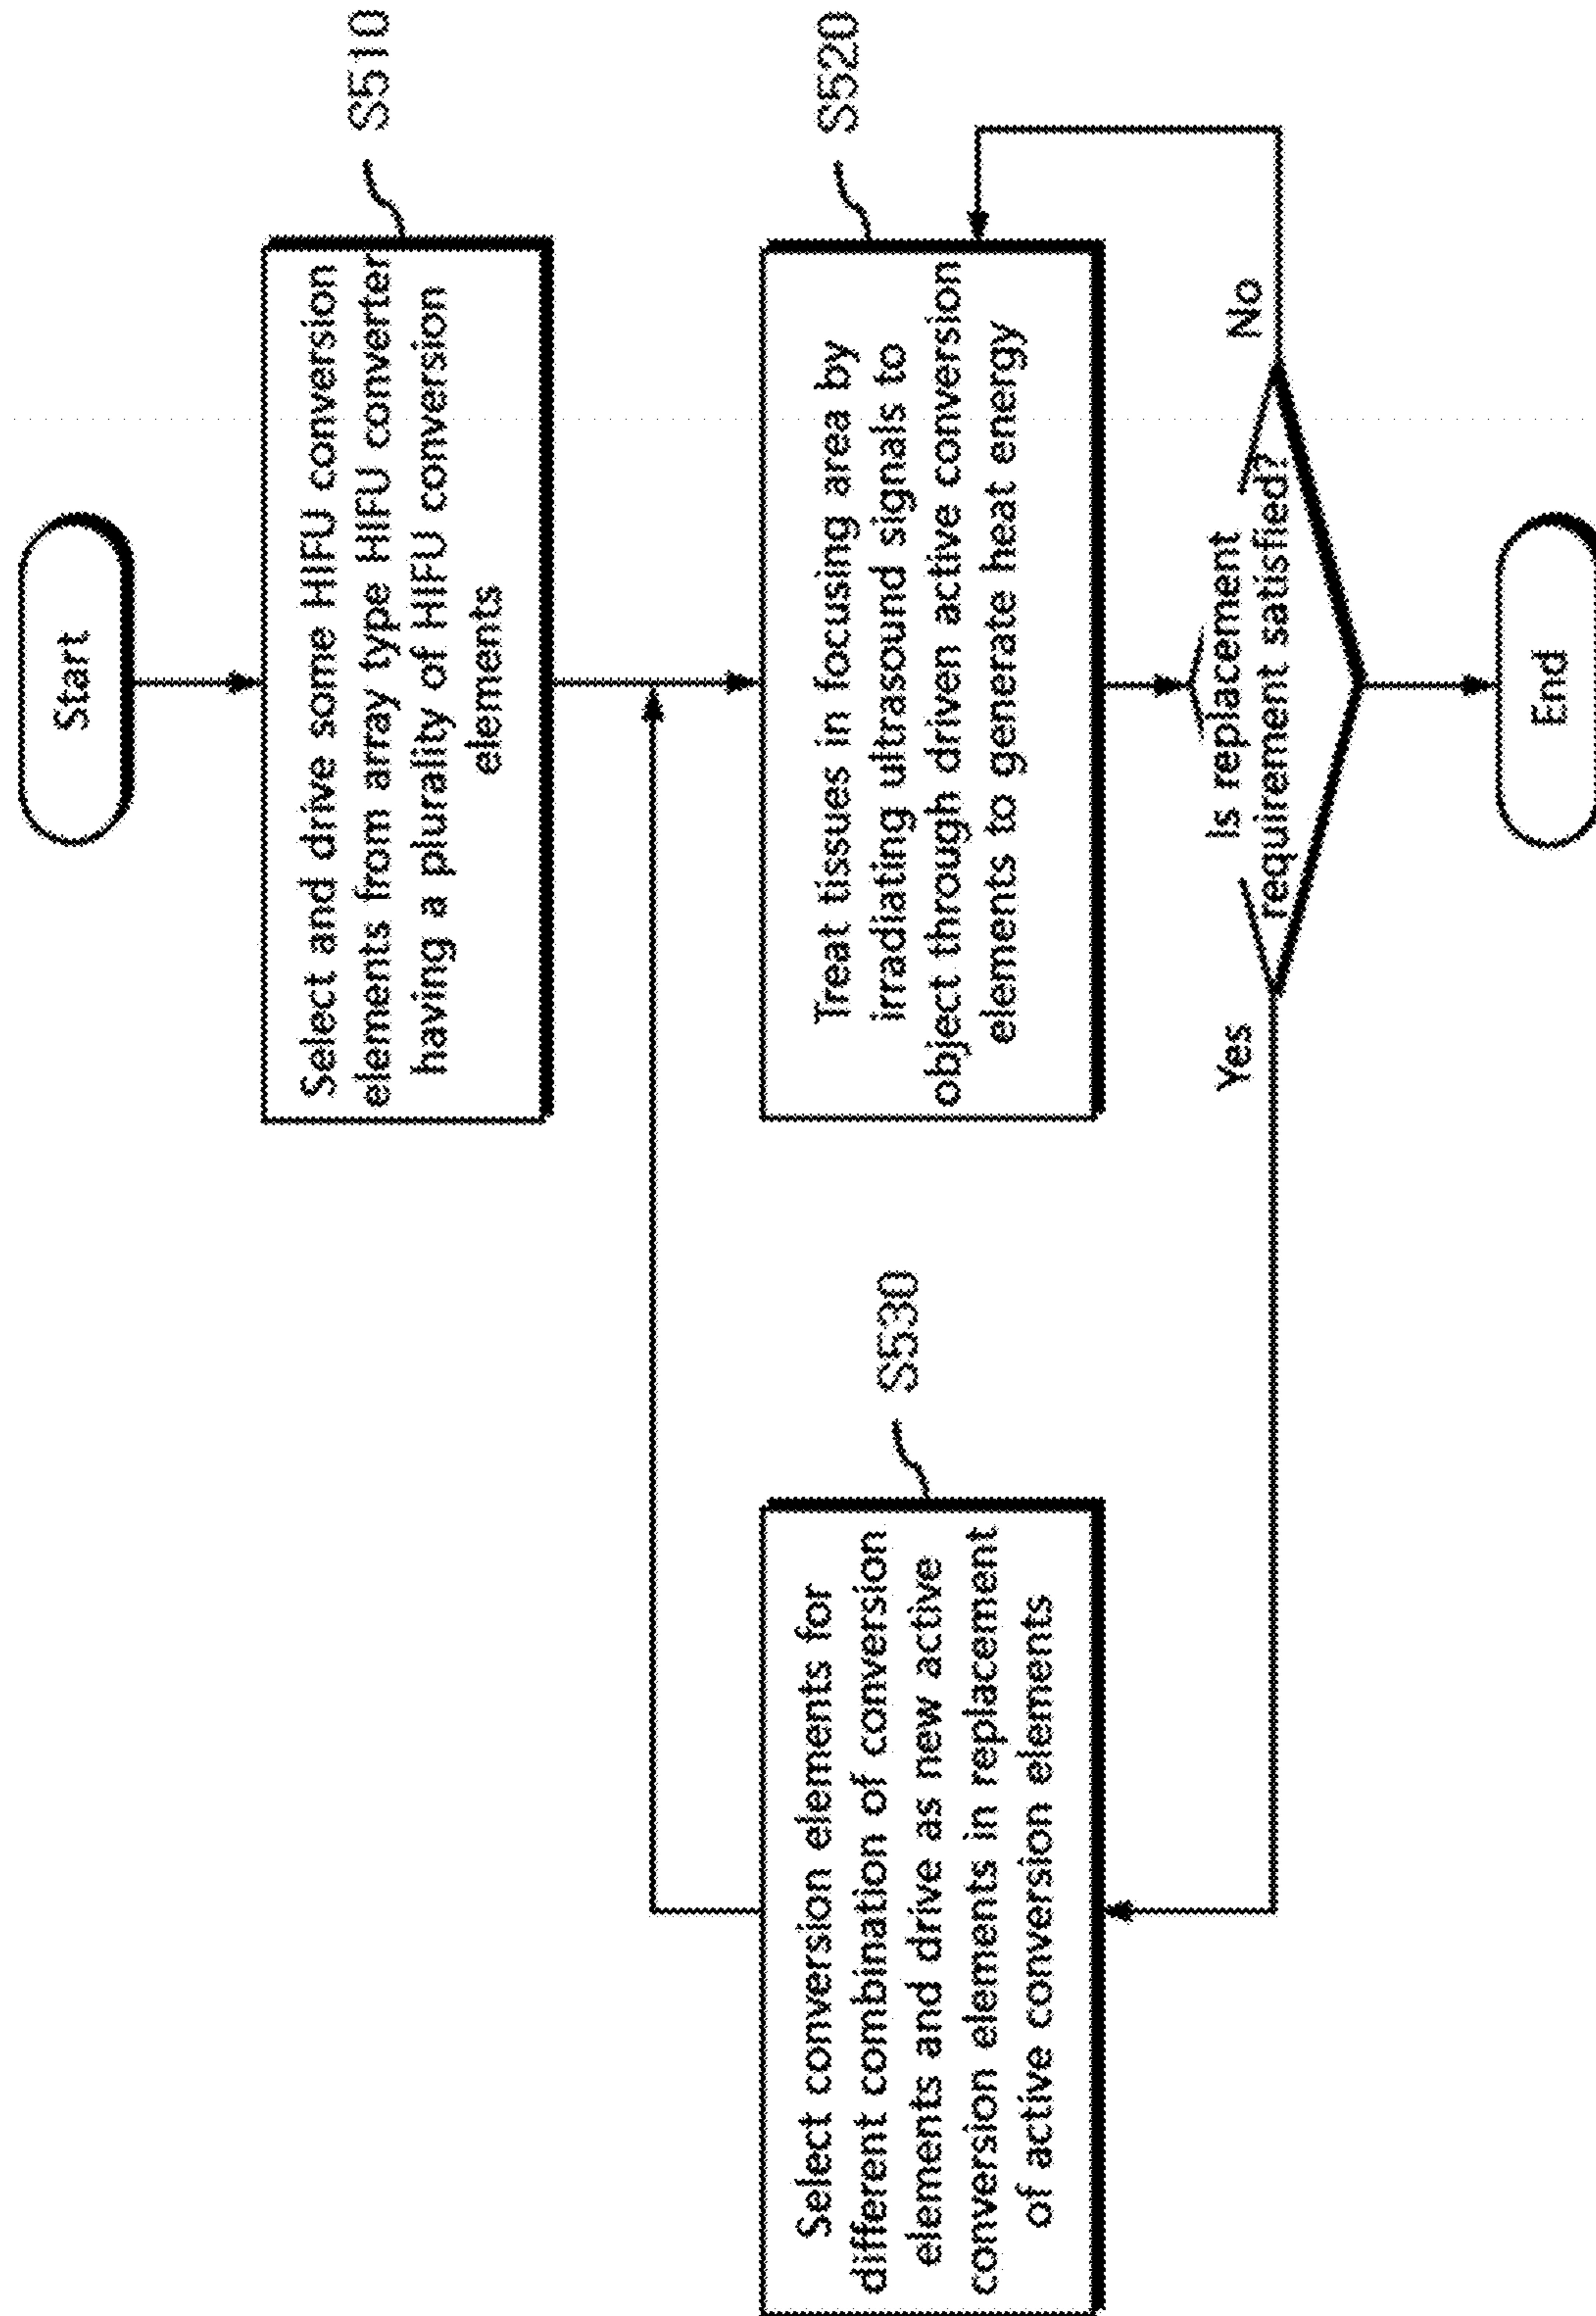 Start
Select and drive some HIFU conversion
elements from array type HIFU converter
having a plurality of HIFU conversion
elements
S510
Treat tissues in focusing area by
irradiating ultrasound signals to
object through driven active conversion
elements to generate heat energy
S520
Is replacement
requirement satisfied?
Yes
No
Select conversion elements for
different combination of conversion
elements and drive as new active
conversion elements in replacement
of active conversion elements
S530
End